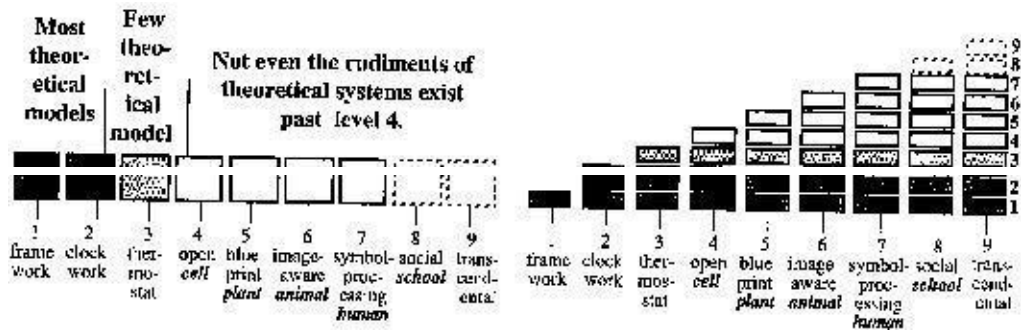 Most
theor-
etical
models
Few
theo-
ret-
ical
model
Not even the rudiments of
theoretical systems exist
past level 4.
1 2 3 4 5 6 7 8 9
frame clock ther- open blue image- symbol- social trans-
work work mo- cell print aware proc- school cend-
stat plant animal essing ental
human
9
8
7
6
5
4
3
2
1
1 2 3 4 5 6 7 8 9
frame clock ther- open blue image symbol- social trans-
work work mos- cell print aware proc- school cend-
tat plant animal essing ental
human